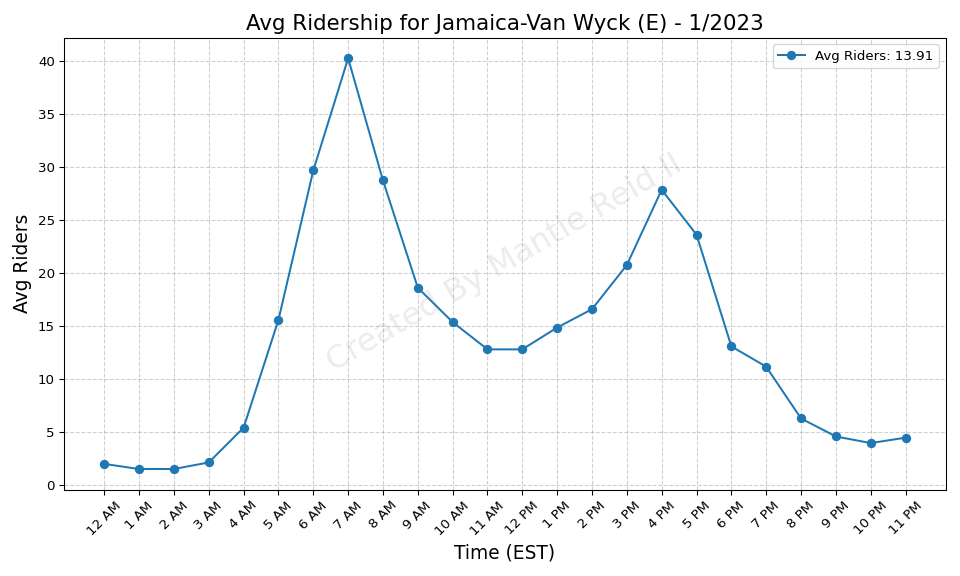 Avg Ridership for Jamaica-Van Wyck (E) - 1/2023
Avg Riders: 13.91
40
35
30
25
20
15
10
5
0
Avg Riders
Created By Mantle Reid II
12 AM
1 AM
2 AM
3 AM
4 AM
5 AM
6 AM
7 AM
8 AM
9 AM
10 AM
11 AM
12 PM
1 PM
2 PM
3 PM
4 PM
5 PM
6 PM
7 PM
8 PM
9 PM
10 PM
11 PM
Time (EST)